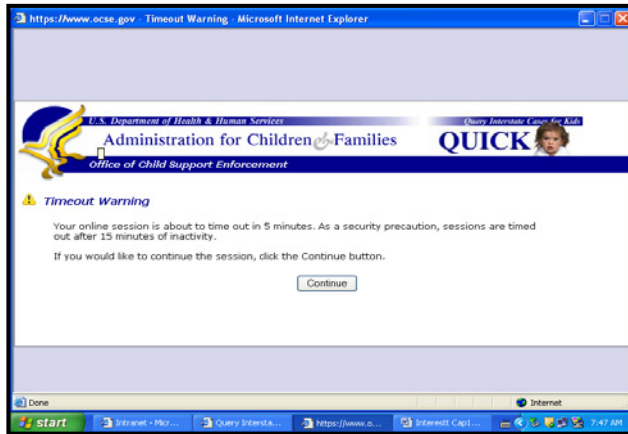 https://www.ocse.gov - Timeout Warning - Microsoft Internet Explorer
U.S. Department of Health & Human Services
Query Interstate Cases for Kids
Administration for Children & Families
QUICK
Office of Child Support Enforcement
Timeout Warning
Your online session is about to time out in 5 minutes. As a security precaution, sessions are timed
out after 15 minutes of inactivity.
If you would like to continue the session, click the Continue button.
Continue
Done
Internet
start
Intranet - Micr...
Query Intersta...
https://www.o...
Interestt Cap1...
7:47 AM